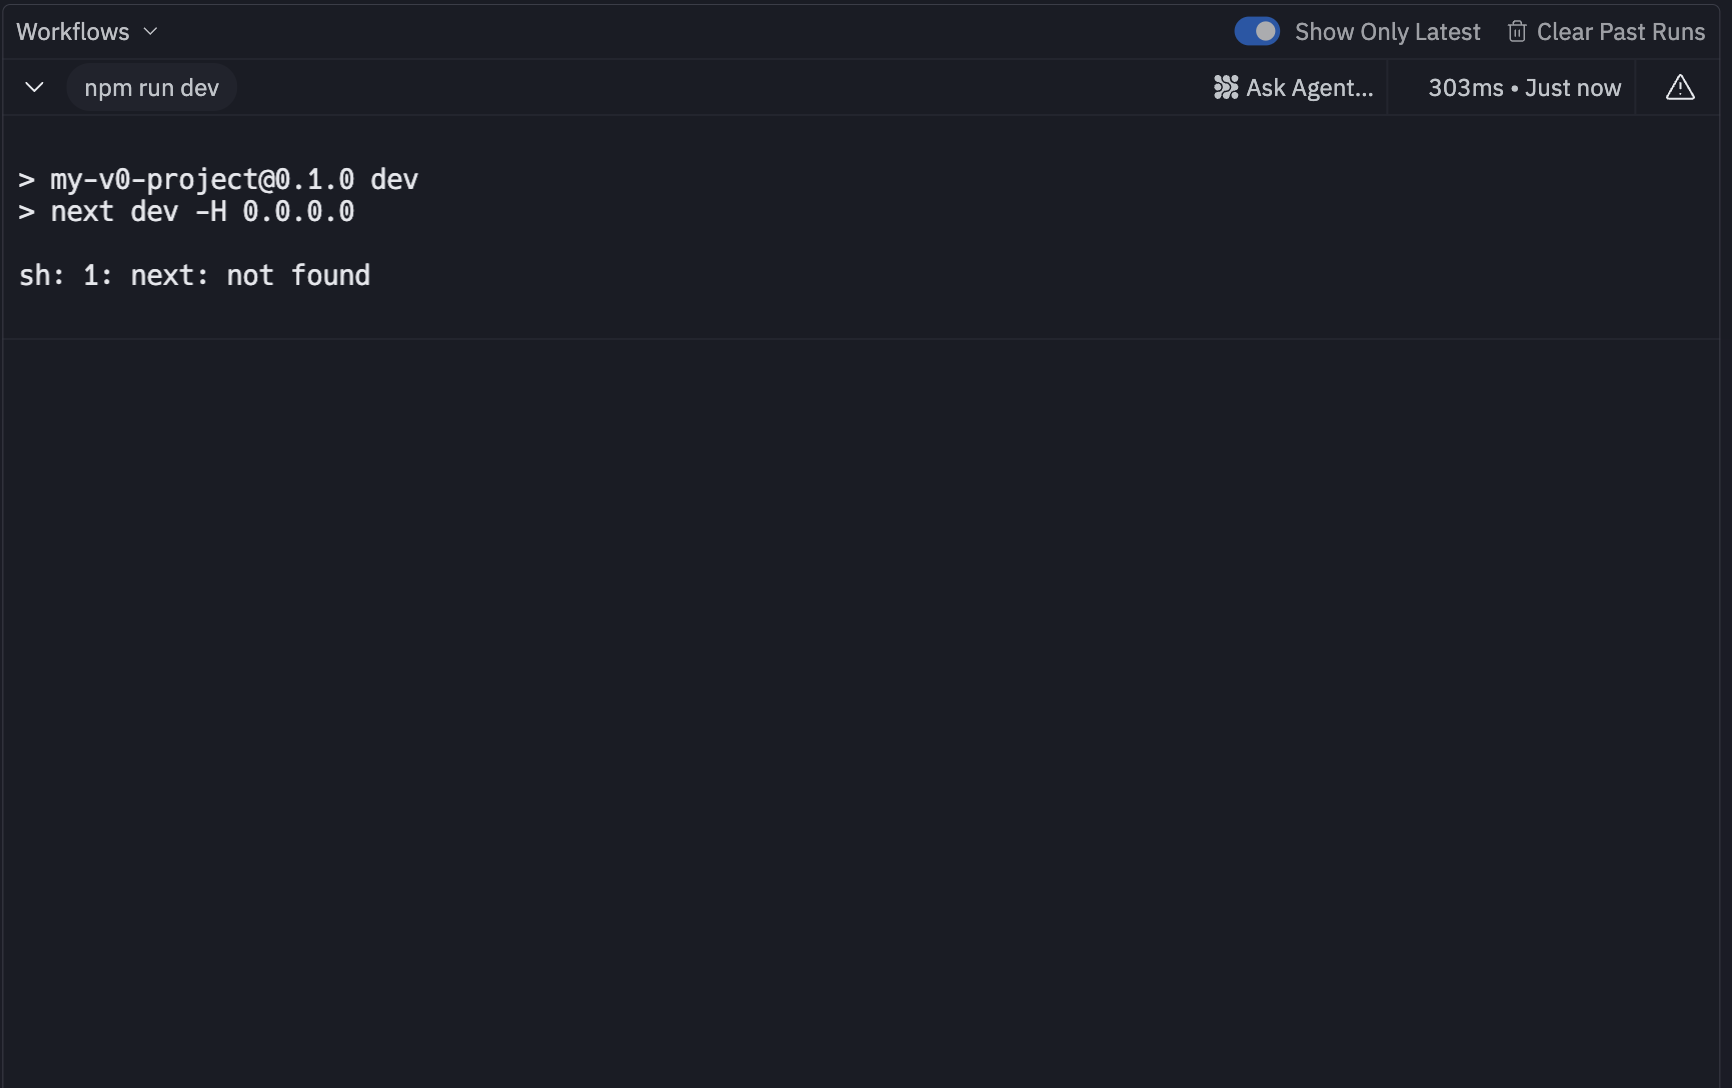 Workflows
Show Only Latest
Clear Past Runs
npm run dev
Ask Agent...
303ms • Just now
> my-v0-project@0.1.0 dev
> next dev -H 0.0.0.0
sh: 1: next: not found